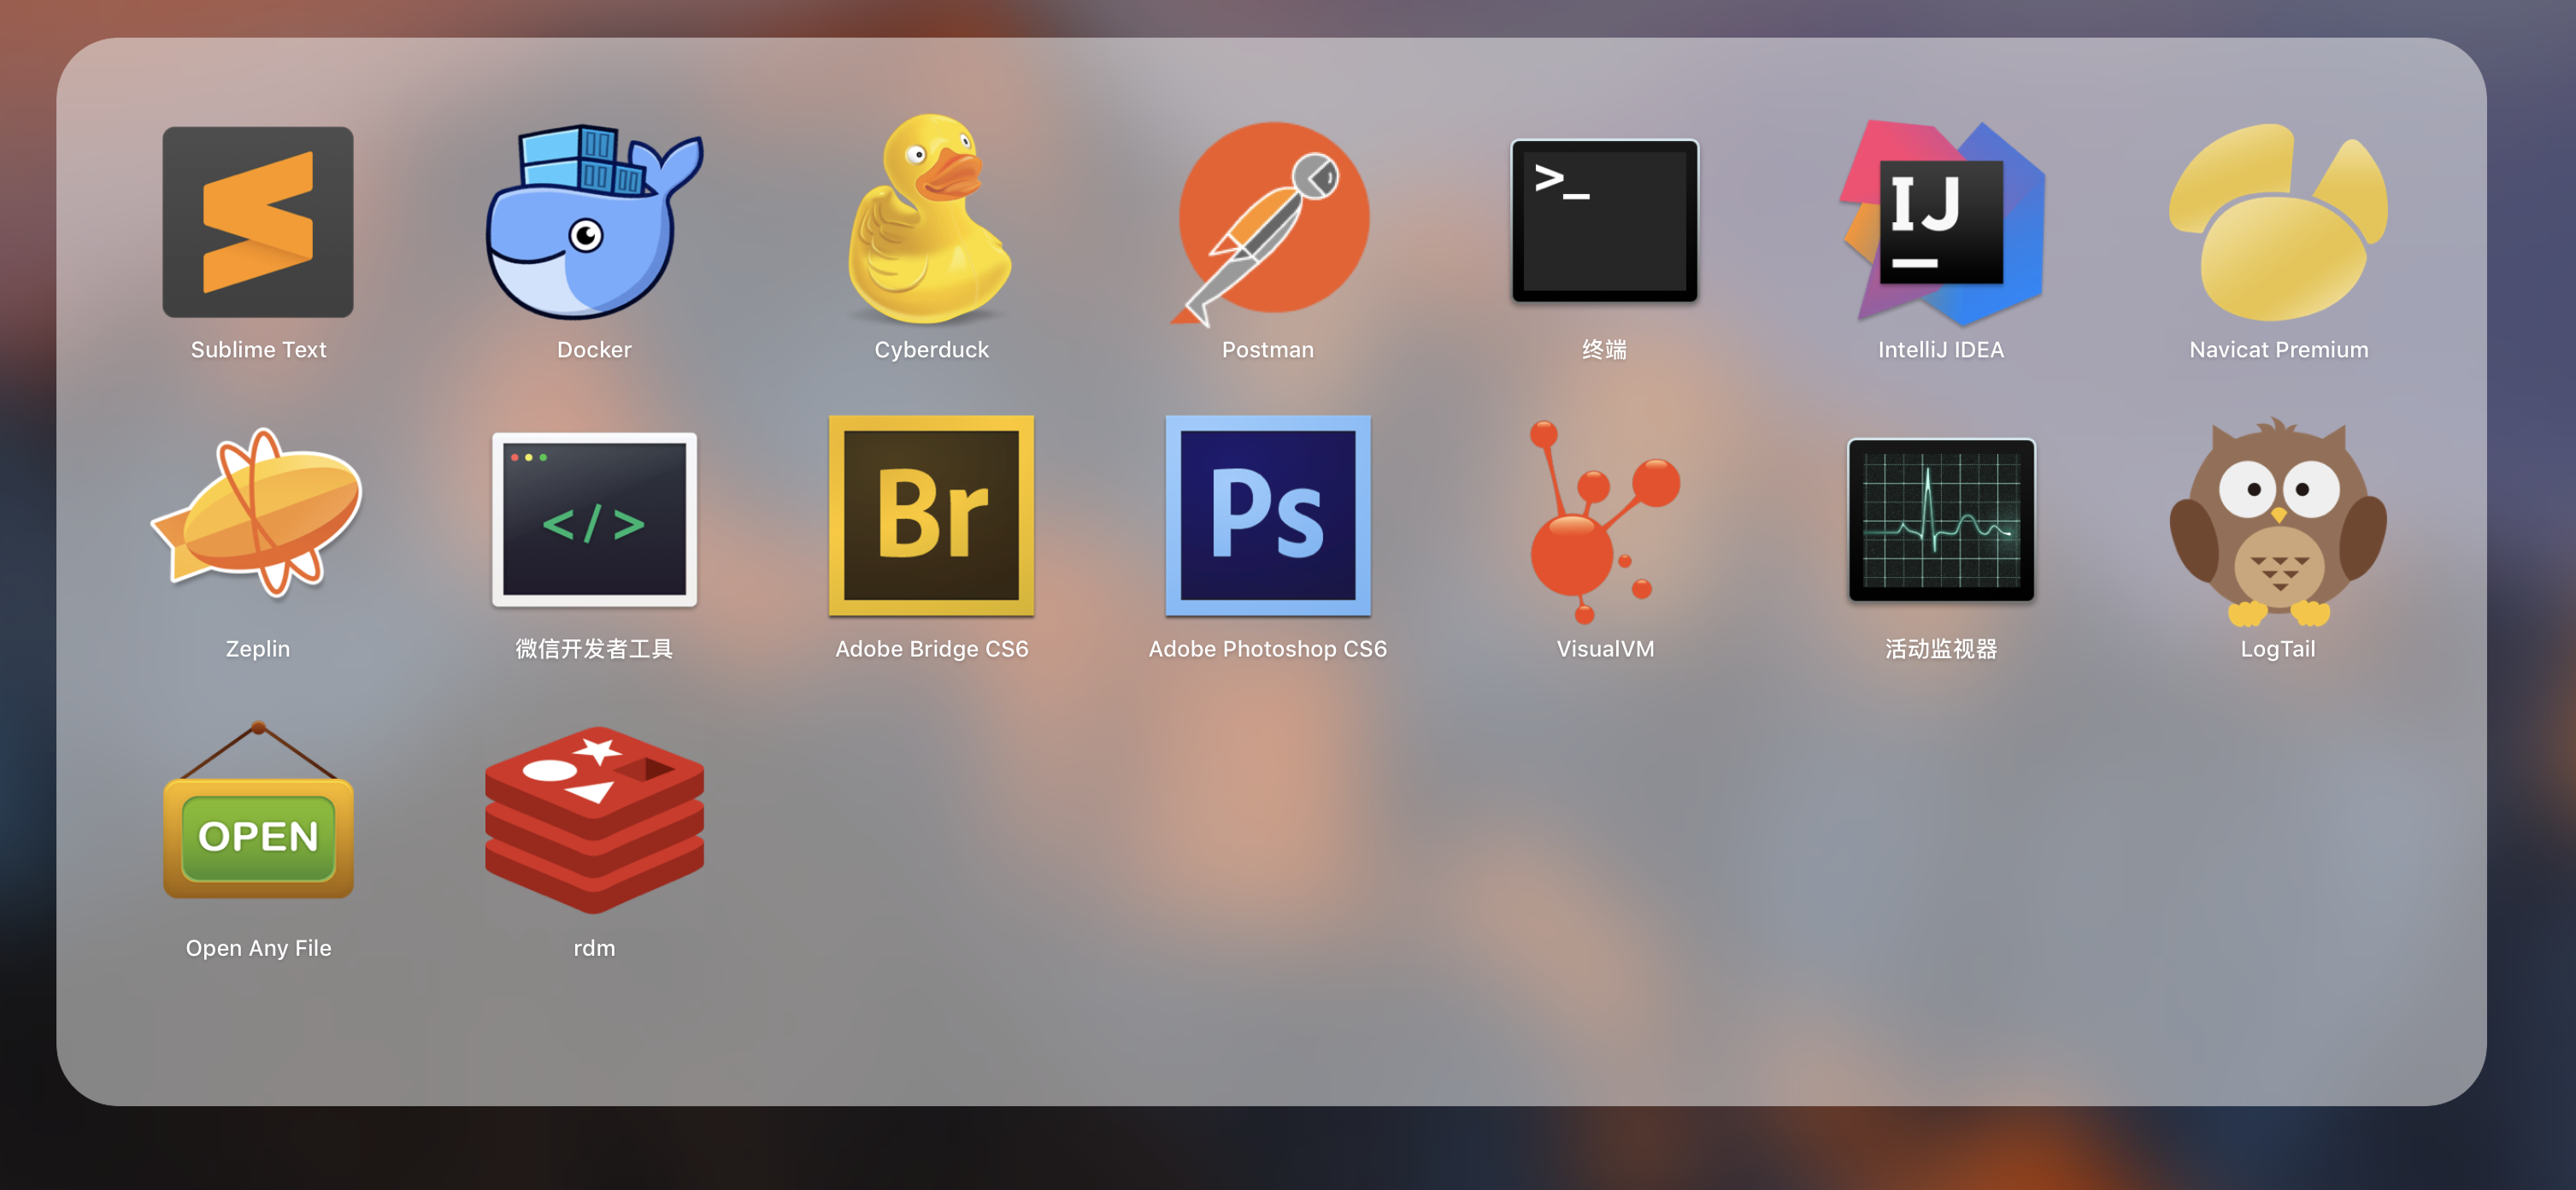 >_
IJ
Sublime Text
Docker
Cyberduck
Postman
终端
IntelliJ IDEA
Navicat Premium
</>
Br
Ps
Zeplin
微信开发者工具
Adobe Bridge CS6
Adobe Photoshop CS6
VisualVM
活动监视器
LogTail
OPEN
Open Any File
rdm